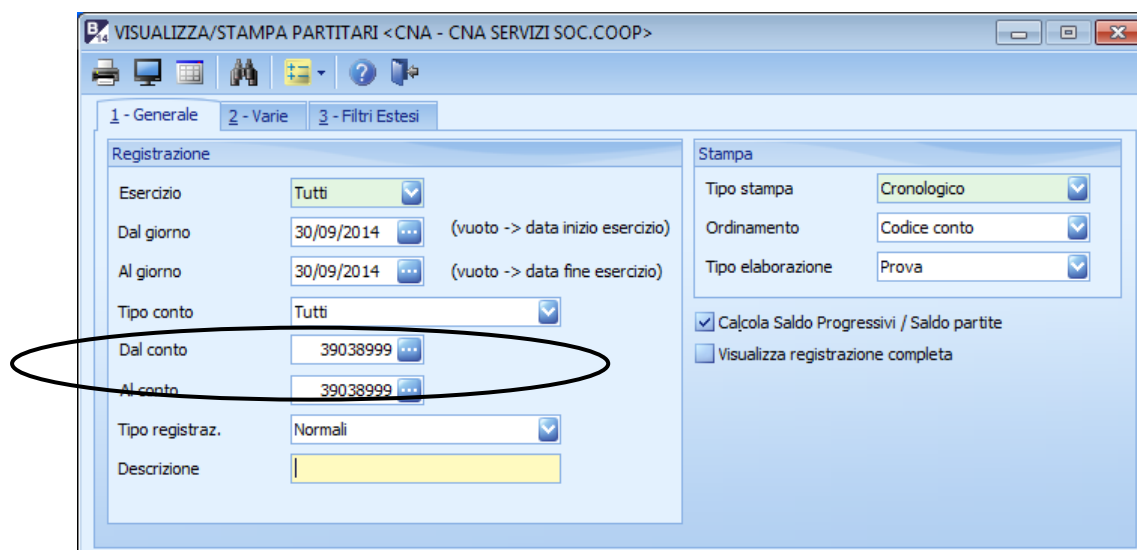 VISUALIZZA/STAMPA PARTITARI <CNA - CNA SERVIZI SOC.COOP>
1 - Generale 2 - Varie 3 - Filtri Estesi
Registrazione
Esercizio Tutti
Dal giorno 30/09/2014 (vuoto -> data inizio esercizio)
Al giorno 30/09/2014 (vuoto -> data fine esercizio)
Tipo conto Tutti
Dal conto 39038999
Al conto 39038999
Tipo registraz. Normali
Descrizione
Stampa
Tipo stampa Cronologico
Ordinamento Codice conto
Tipo elaborazione Prova
Calcola Saldo Progressivi / Saldo partite
Visualizza registrazione completa